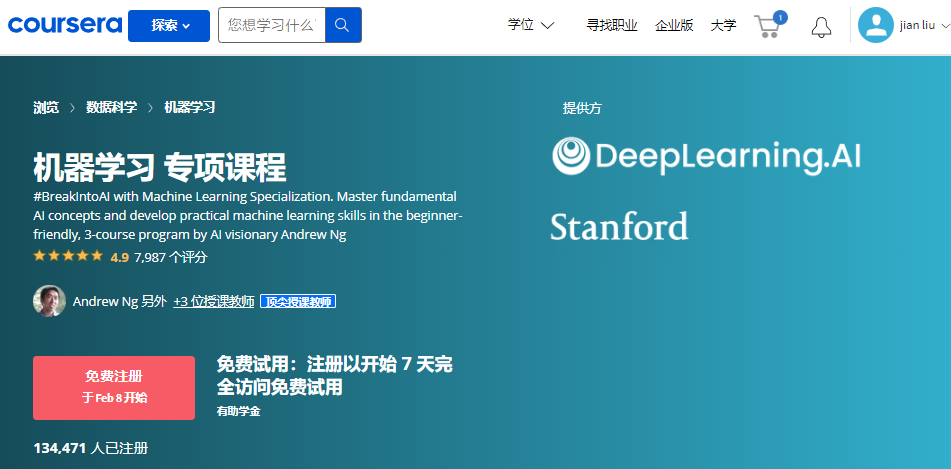 coursera 探索 您想学习什么? 学位 寻找职业 企业版 大学 1 jian liu
浏览 > 数据科学 > 机器学习
提供方
DeepLearning.AI
Stanford
机器学习 专项课程
#BreakIntoAI with Machine Learning Specialization. Master fundamental
AI concepts and develop practical machine learning skills in the beginner-
friendly, 3-course program by AI visionary Andrew Ng
4.9 7,987 个评分
Andrew Ng 另外 +3 位授课教师 顶尖授课教师
免费注册
于 Feb 8 开始
免费试用：注册以开始 7 天完
全访问免费试用
有助学金
134,471 人已注册